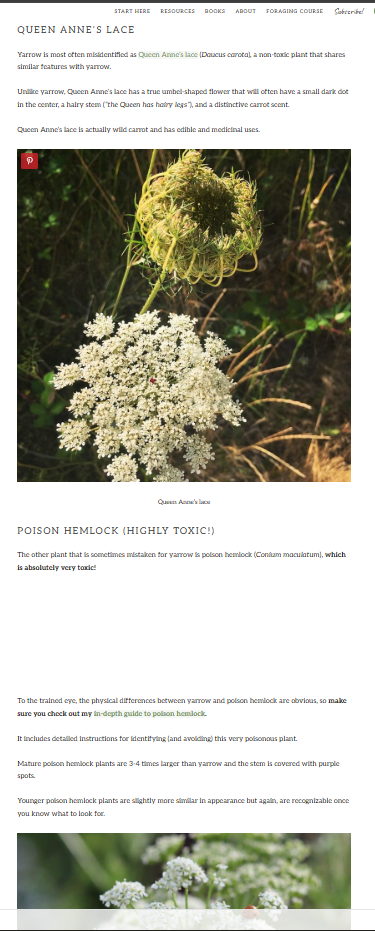 START HERE RESOURCES BOOKS ABOUT FORAGING COURSE Subscribe!
QUEEN ANNE'S LACE
Yarrow is most often misidentified as Queen Anne's lace (Daucus carota), a non-toxic plant that shares
similar features with yarrow.
Unlike yarrow, Queen Anne's lace has a true umbel-shaped flower that will often have a small dark dot
in the center, a hairy stem ("the Queen has hairy legs"), and a distinctive carrot scent.
Queen Anne's lace is actually wild carrot and has edible and medicinal uses.
Queen Anne's lace
POISON HEMLOCK (HIGHLY TOXIC!)
The other plant that is sometimes mistaken for yarrow is poison hemlock (Conium maculatum), which
is absolutely very toxic!
To the trained eye, the physical differences between yarrow and poison hemlock are obvious, so make
sure you check out my in-depth guide to poison hemlock.
It includes detailed instructions for identifying (and avoiding) this very poisonous plant.
Mature poison hemlock plants are 3-4 times larger than yarrow and the stem is covered with purple
spots.
Younger poison hemlock plants are slightly more similar in appearance but again, are recognizable once
you know what to look for.